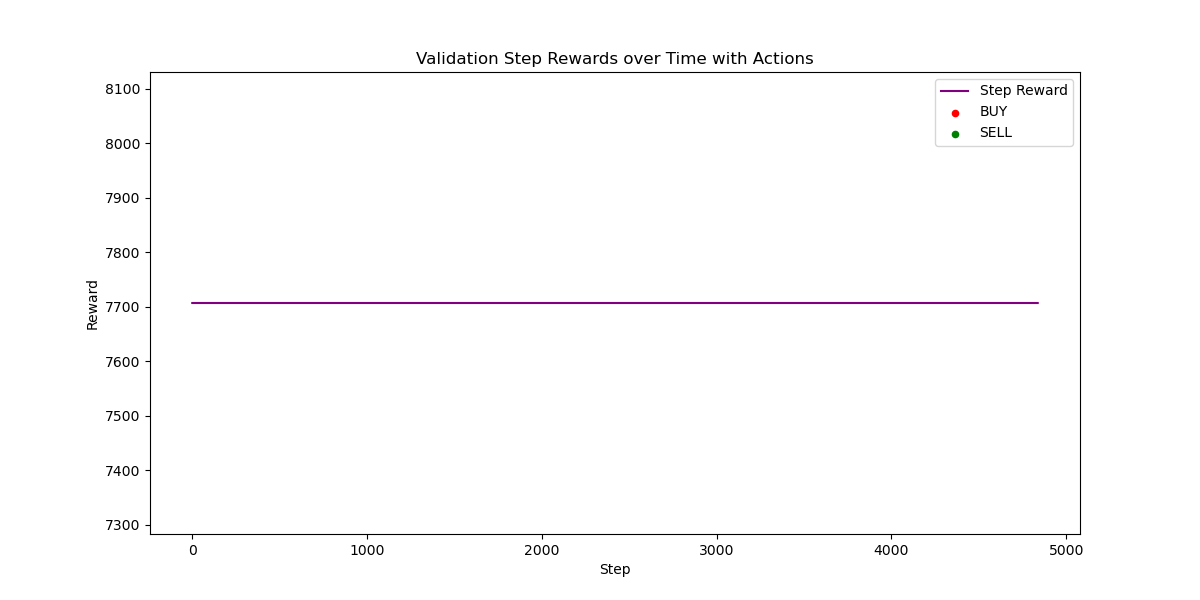 Validation Step Rewards over Time with Actions
8100
8000
7900
7800
7700
7600
7500
7400
7300
Reward
Step Reward
BUY
SELL
0 1000 2000 3000 4000 5000
Step